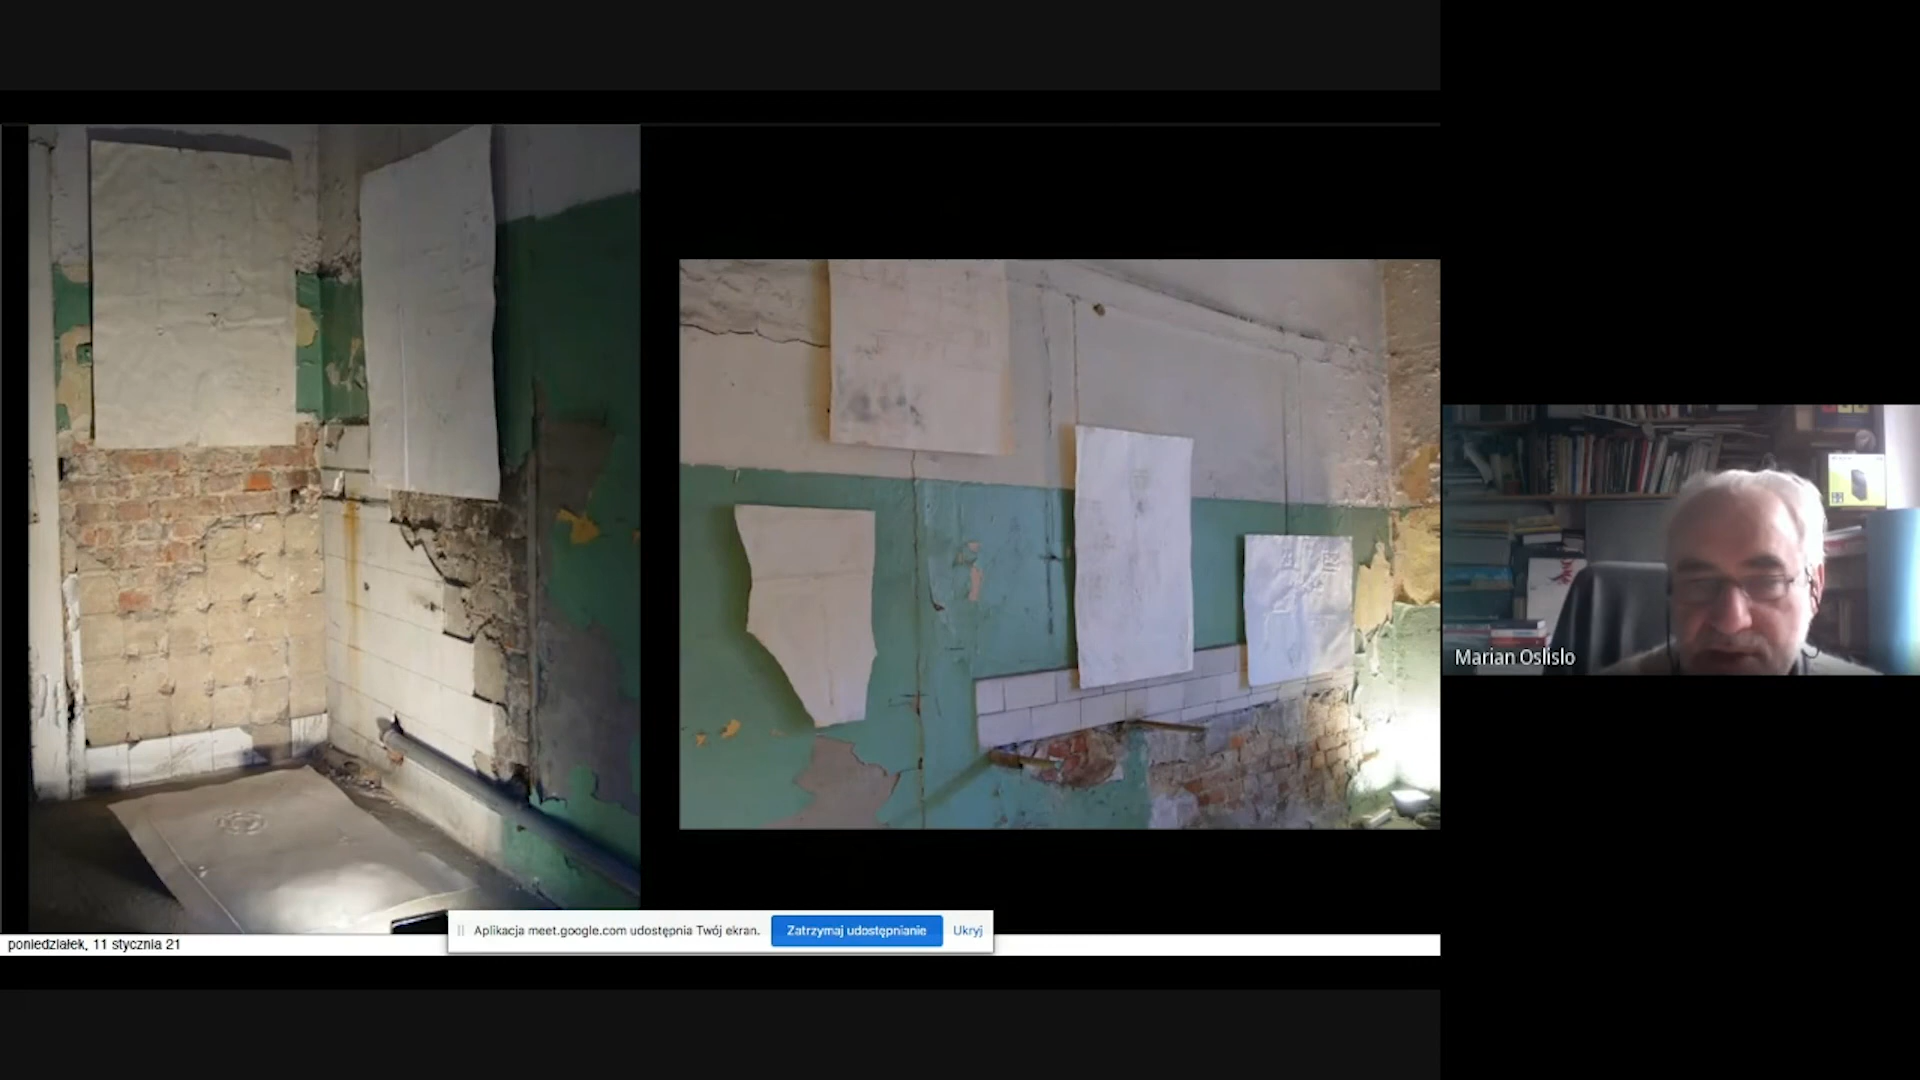 Marian Oslislo
Aplikacja meet.google.com udostępnia Twój ekran.
Zatrzymaj udostępnianie
Ukryj
poniedziałek, 11 stycznia 21